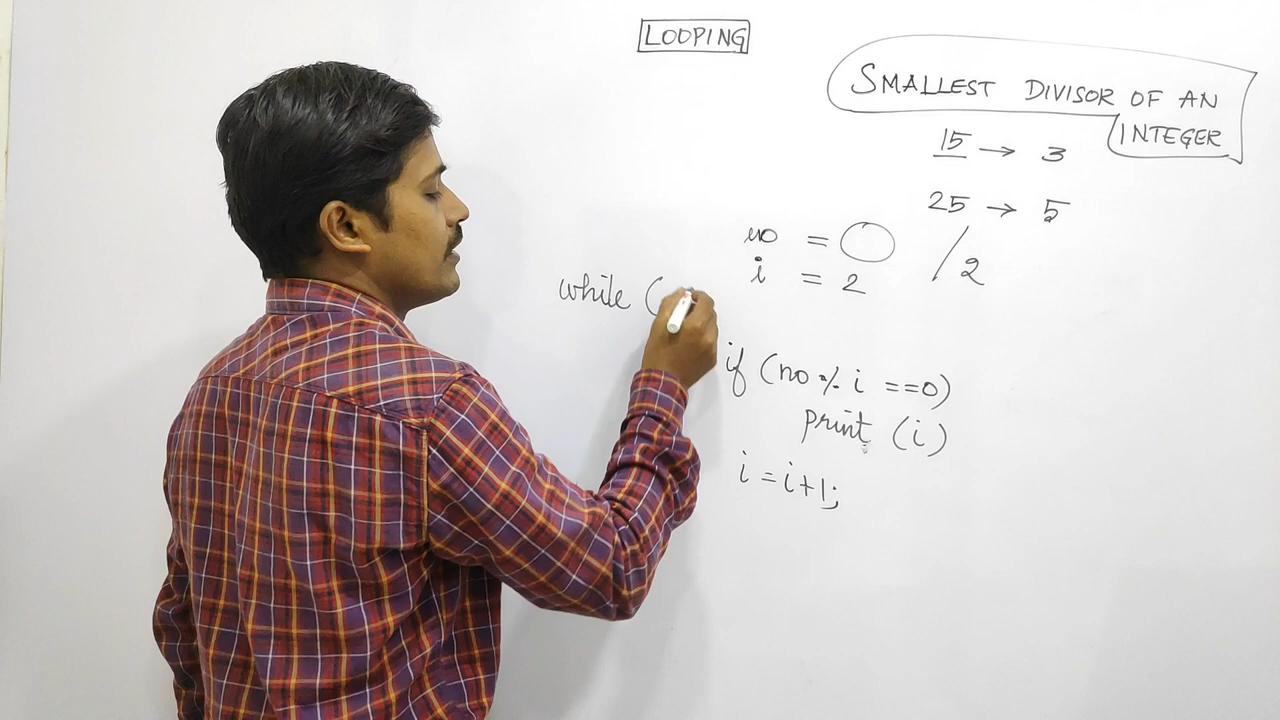 LOOPING
SMALLEST DIVISOR OF AN
INTEGER
15 → 3
25 → 5
no =
i = 2
/ 2
while (
if (no % i ==0)
print (i)
i = i+1;